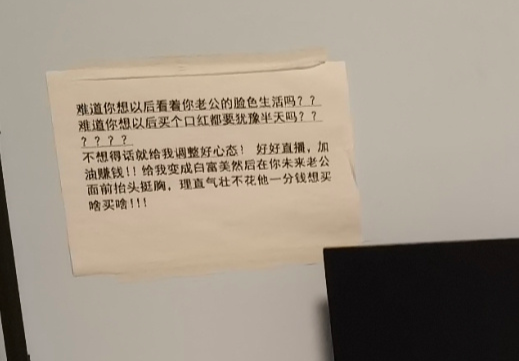 难道你想以后看着你老公的脸色生活吗？？
难道你想以后买个口红都要犹豫半天吗？？
？？？？
不想得话就给我调整好心态！ 好好直播，加
油赚钱!! 给我变成白富美然后在你未来老公
面前抬头挺胸，理直气壮不花他一分钱想买
啥买啥!!!